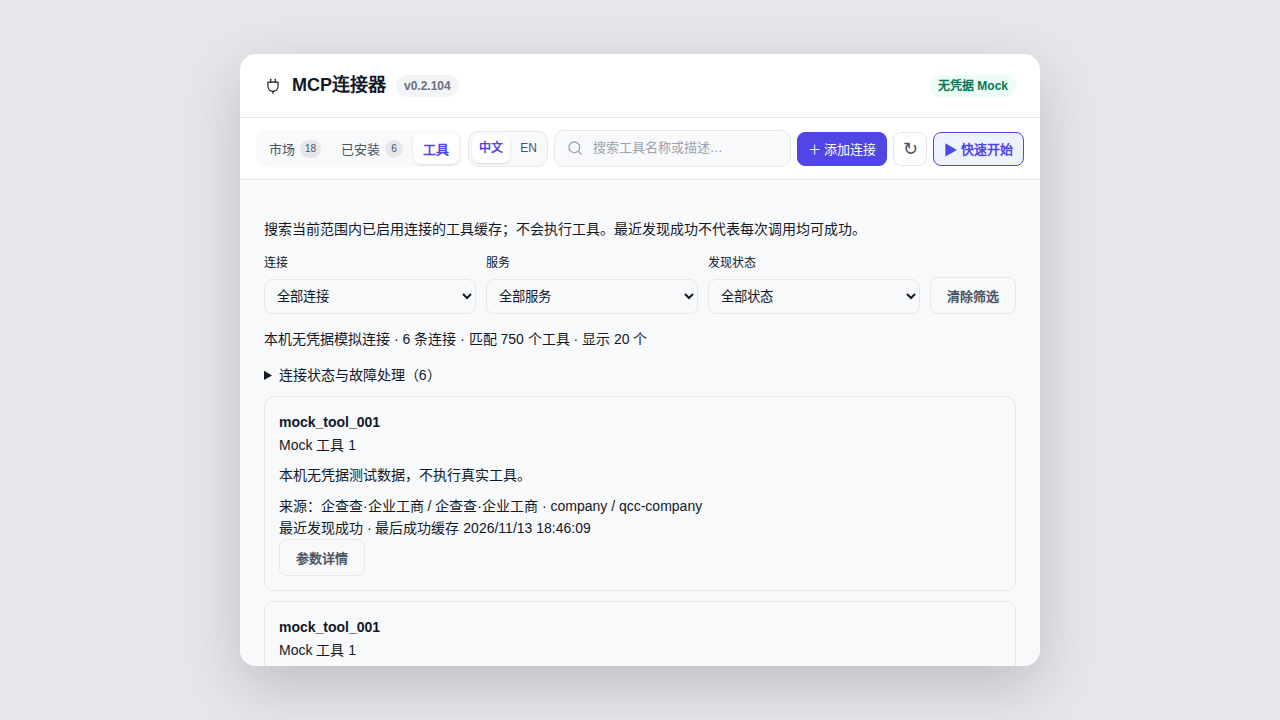 MCP连接器 v0.2.104 无凭据 Mock
市场 18 已安装 6 工具 中文 EN 搜索工具名称或描述… ＋ 添加连接 ↻ ▶ 快速开始
搜索当前范围内已启用连接的工具缓存；不会执行工具。最近发现成功不代表每次调用均可成功。
连接 服务 发现状态
全部连接 全部服务 全部状态 清除筛选
本机无凭据模拟连接 · 6 条连接 · 匹配 750 个工具 · 显示 20 个
▶ 连接状态与故障处理（6）
mock_tool_001
Mock 工具 1
本机无凭据测试数据，不执行真实工具。
来源：企查查·企业工商 / 企查查·企业工商 · company / qcc-company
最近发现成功 · 最后成功缓存 2026/11/13 18:46:09
参数详情
mock_tool_001
Mock 工具 1